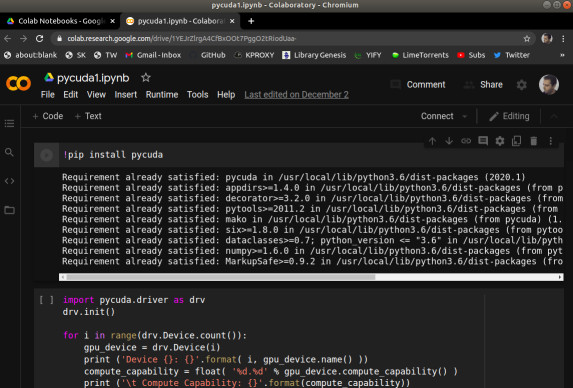 pycuda1.ipynb - Colaboratory - Chromium
Colab Notebooks - Google
pycuda1.ipynb - Colaborat
colab.research.google.com/drive/
about:blank SK TW Gmail - Inbox GitHub KPROXY Library Genesis YIFY LimeTorrents Subs Twitter »
CO
pycuda1.ipynb
Comment Share
File Edit View Insert Runtime Tools Help Last edited on December 2
+ Code + Text Connect Editing
!pip install pycuda
Requirement already satisfied: pycuda in /usr/local/lib/python3.6/dist-packages (2020.1)
Requirement already satisfied: appdirs>=1.4.0 in /usr/local/lib/python3.6/dist-packages (from p
Requirement already satisfied: decorator>=3.2.0 in /usr/local/lib/python3.6/dist-packages (from
Requirement already satisfied: pytools>=2011.2 in /usr/local/lib/python3.6/dist-packages (from
Requirement already satisfied: mako in /usr/local/lib/python3.6/dist-packages (from pycuda) (1.
Requirement already satisfied: six>=1.8.0 in /usr/local/lib/python3.6/dist-packages (from pytoo
Requirement already satisfied: dataclasses>=0.7; python_version <= "3.6" in /usr/local/lib/pyth
Requirement already satisfied: numpy>=1.6.0 in /usr/local/lib/python3.6/dist-packages (from pyt
Requirement already satisfied: MarkupSafe>=0.9.2 in /usr/local/lib/python3.6/dist-packages (fro
[ ] import pycuda.driver as drv
drv.init()
for i in range(drv.Device.count()):
gpu_device = drv.Device(i)
print ('Device {}: {}'.format( i, gpu_device.name() ))
compute_capability = float( '%d.%d' % gpu_device.compute_capability() )
print ('\t Compute Capability: {}'.format(compute_capability))